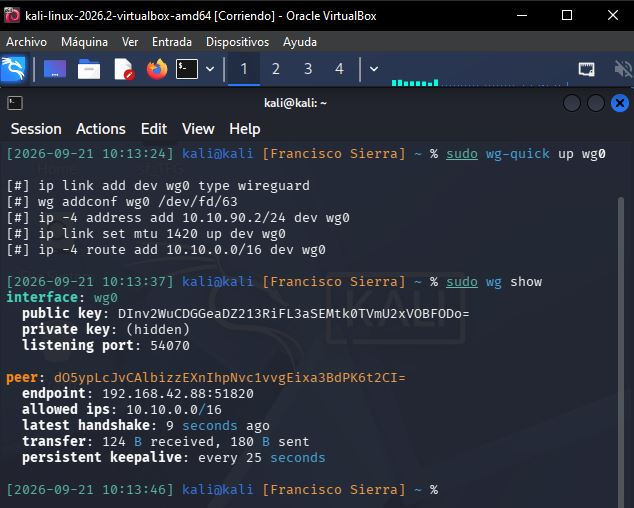 kali-linux-2026.2-virtualbox-amd64 [Corriendo] - Oracle VirtualBox
Archivo Máquina Ver Entrada Dispositivos Ayuda
1 2 3 4
kali@kali: ~
Session Actions Edit View Help
[2026-09-21 10:13:24] kali@kali [Francisco Sierra] ~ % sudo wg-quick up wg0
[#] ip link add dev wg0 type wireguard
[#] wg addconf wg0 /dev/fd/63
[#] ip -4 address add 10.10.90.2/24 dev wg0
[#] ip link set mtu 1420 up dev wg0
[#] ip -4 route add 10.10.0.0/16 dev wg0
[2026-09-21 10:13:37] kali@kali [Francisco Sierra] ~ % sudo wg show
interface: wg0
public key: DInv2WuCDGGeaDZ213RiFL3aSEMtk0TVmU2xVOBFODo=
private key: (hidden)
listening port: 54070
peer: dO5ypLcJvCAlbizzEXnIhpNvc1vvgEixa3BdPK6t2CI=
endpoint: 192.168.42.88:51820
allowed ips: 10.10.0.0/16
latest handshake: 9 seconds ago
transfer: 124 B received, 180 B sent
persistent keepalive: every 25 seconds
[2026-09-21 10:13:46] kali@kali [Francisco Sierra] ~ %
KALI